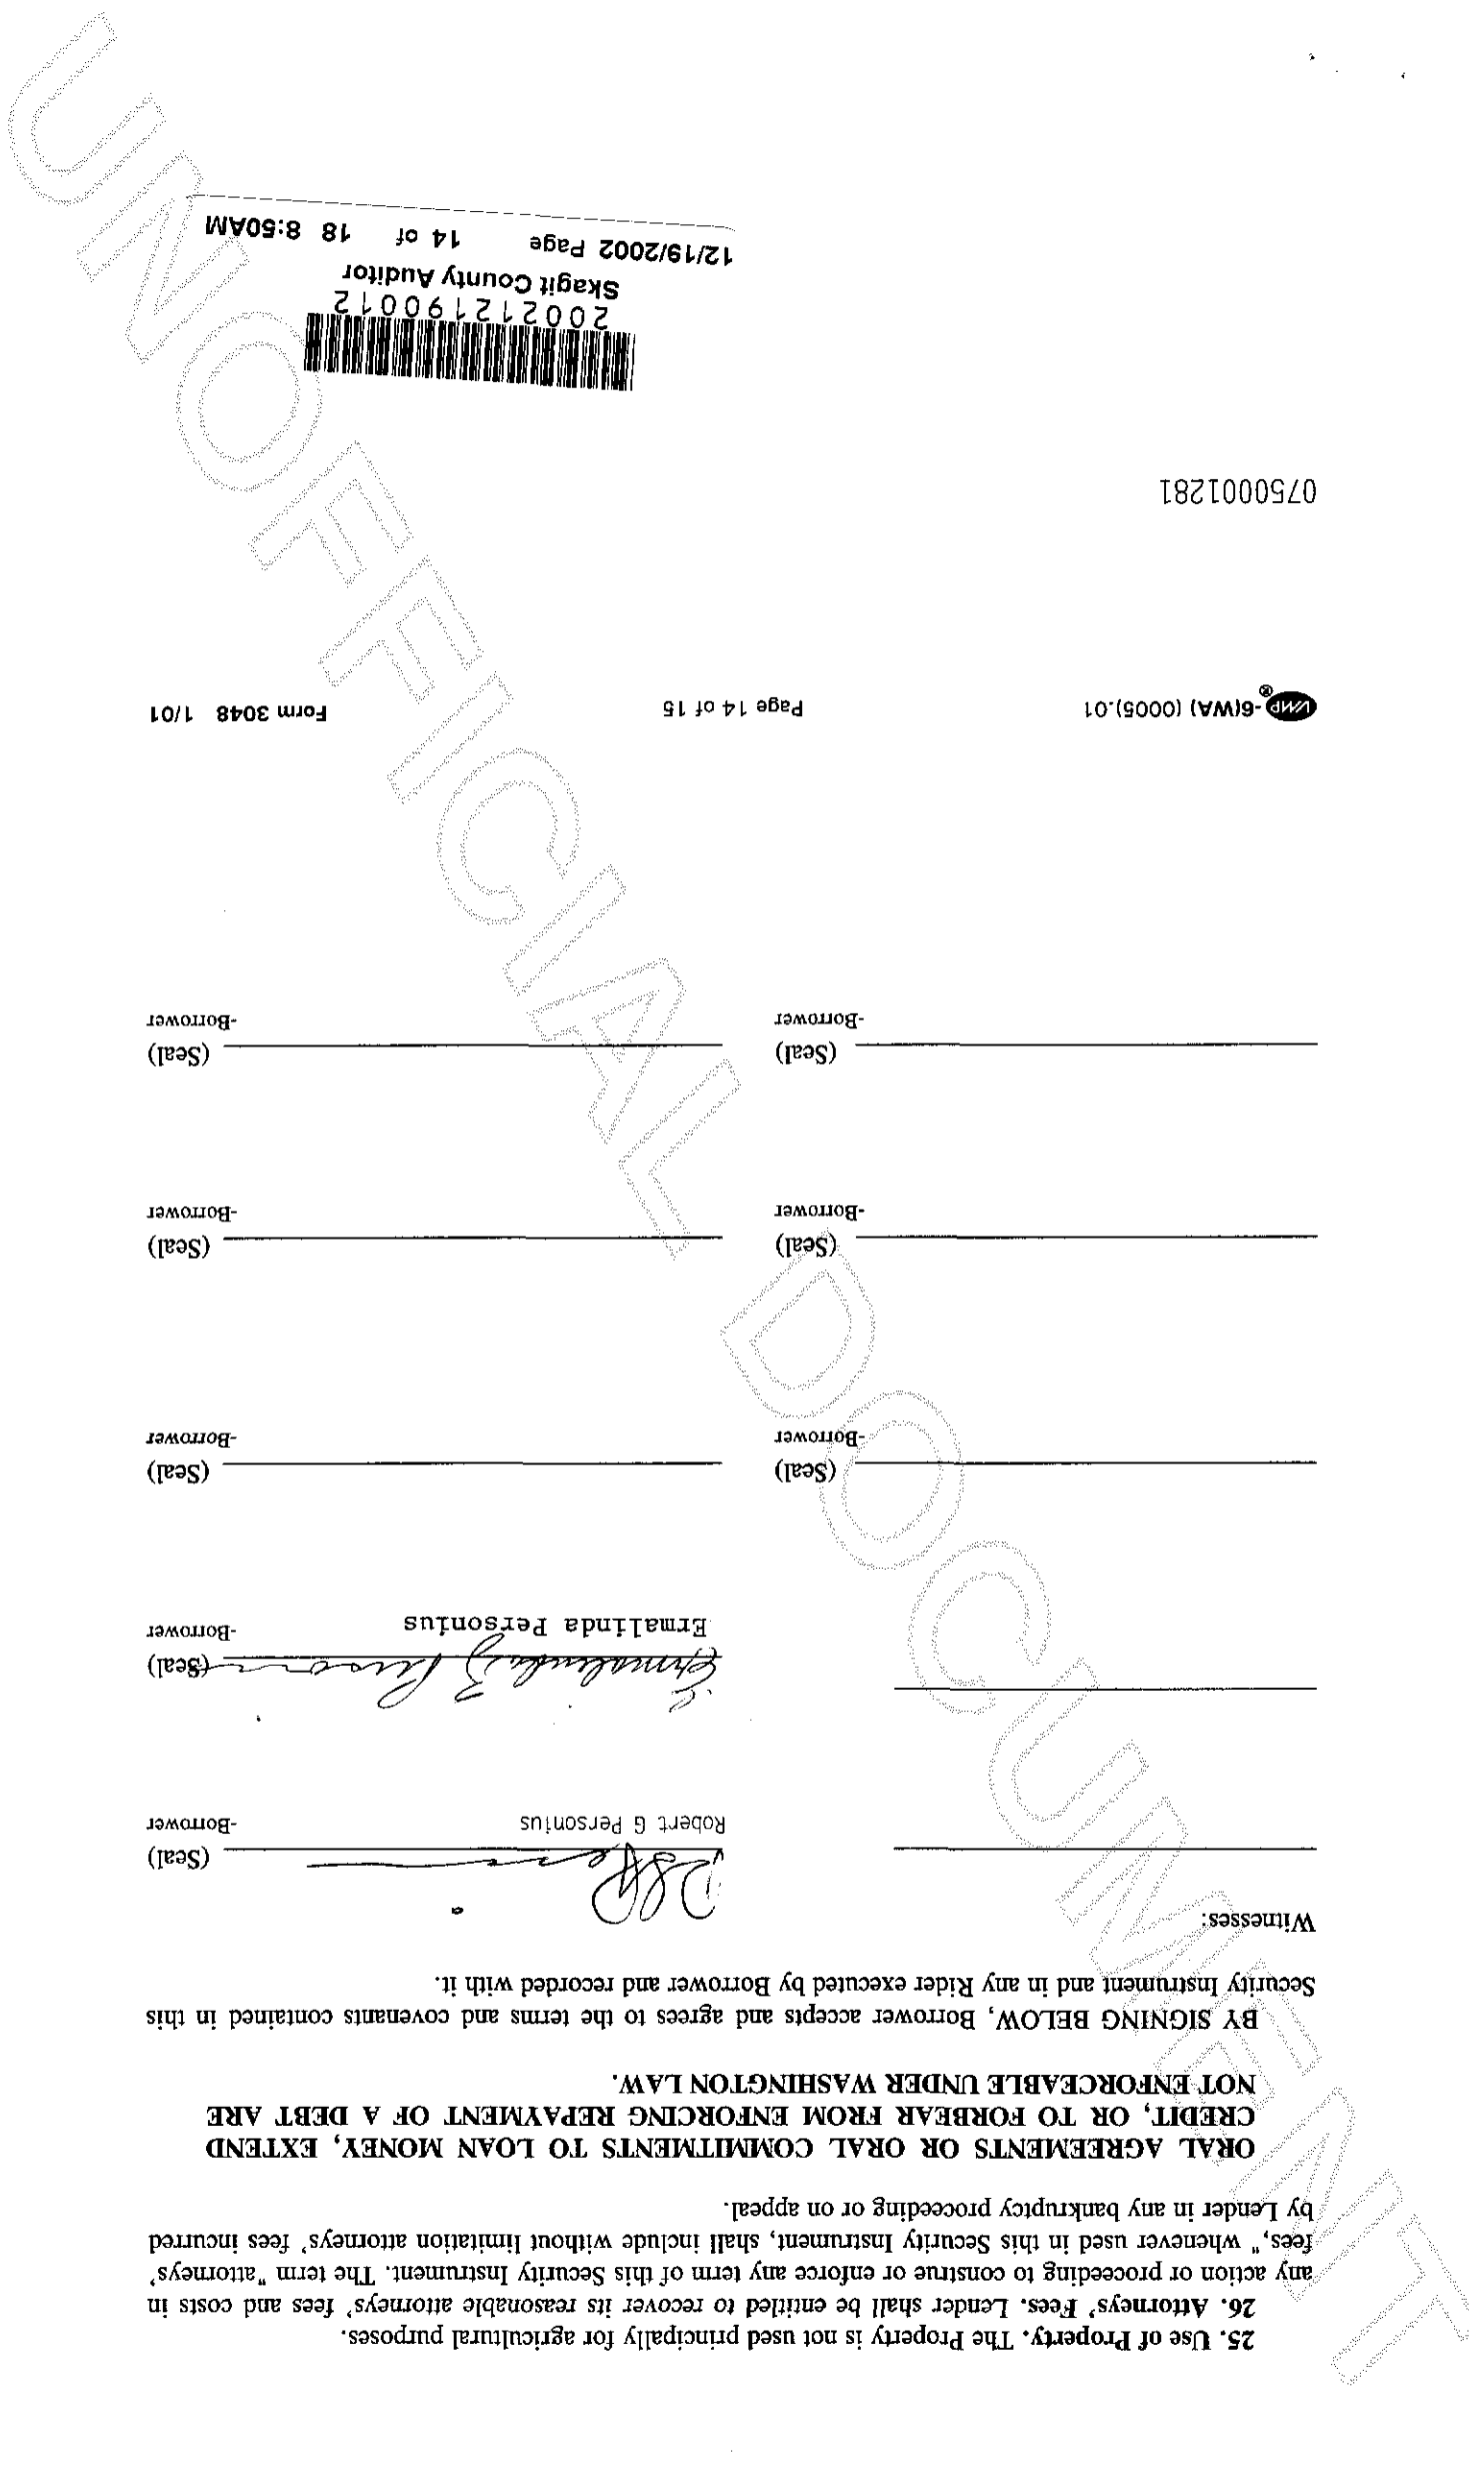 25. Use of Property. The Property is not used principally for agricultural purposes.
26. Attorneys' Fees. Lender shall be entitled to recover its reasonable attorneys' fees and costs in
any action or proceeding to construe or enforce any term of this Security Instrument. The term "attorneys'
fees," whenever used in this Security Instrument, shall include without limitation attorneys' fees incurred
by Lender in any bankruptcy proceeding or on appeal.
ORAL AGREEMENTS OR ORAL COMMITMENTS TO LOAN MONEY, EXTEND
CREDIT, OR TO FORBEAR FROM ENFORCING REPAYMENT OF A DEBT ARE
NOT ENFORCEABLE UNDER WASHINGTON LAW.
BY SIGNING BELOW, Borrower accepts and agrees to the terms and covenants contained in this
Security Instrument and in any Rider executed by Borrower and recorded with it.
Witnesses:
(Seal)
Robert G Personius -Borrower
(Seal)
Ermalinda Personius -Borrower
(Seal) (Seal)
-Borrower -Borrower
(Seal) (Seal)
-Borrower -Borrower
(Seal) (Seal)
-Borrower -Borrower
VMP®-6(WA) (0005).01 Page 14 of 15 Form 3048 1/01
0750001281
200212190012
Skagit County Auditor
12/19/2002 Page 14 of 18 8:50AM
UNOFFICIAL DOCUMENT